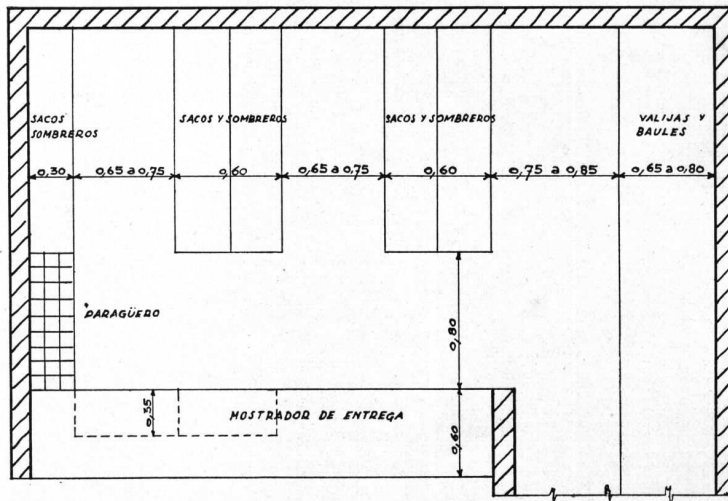 SACOS
SOMBREROS
SACOS Y SOMBREROS
SACOS Y SOMBREROS
VALIJAS Y
BAULES
0,30
0,65 a 0,75
0,60
0,65 a 0,75
0,60
0,75 a 0,85
0,65 a 0,80
PARAGÜERO
0,80
0,35
MOSTRADOR DE ENTREGA
0,60